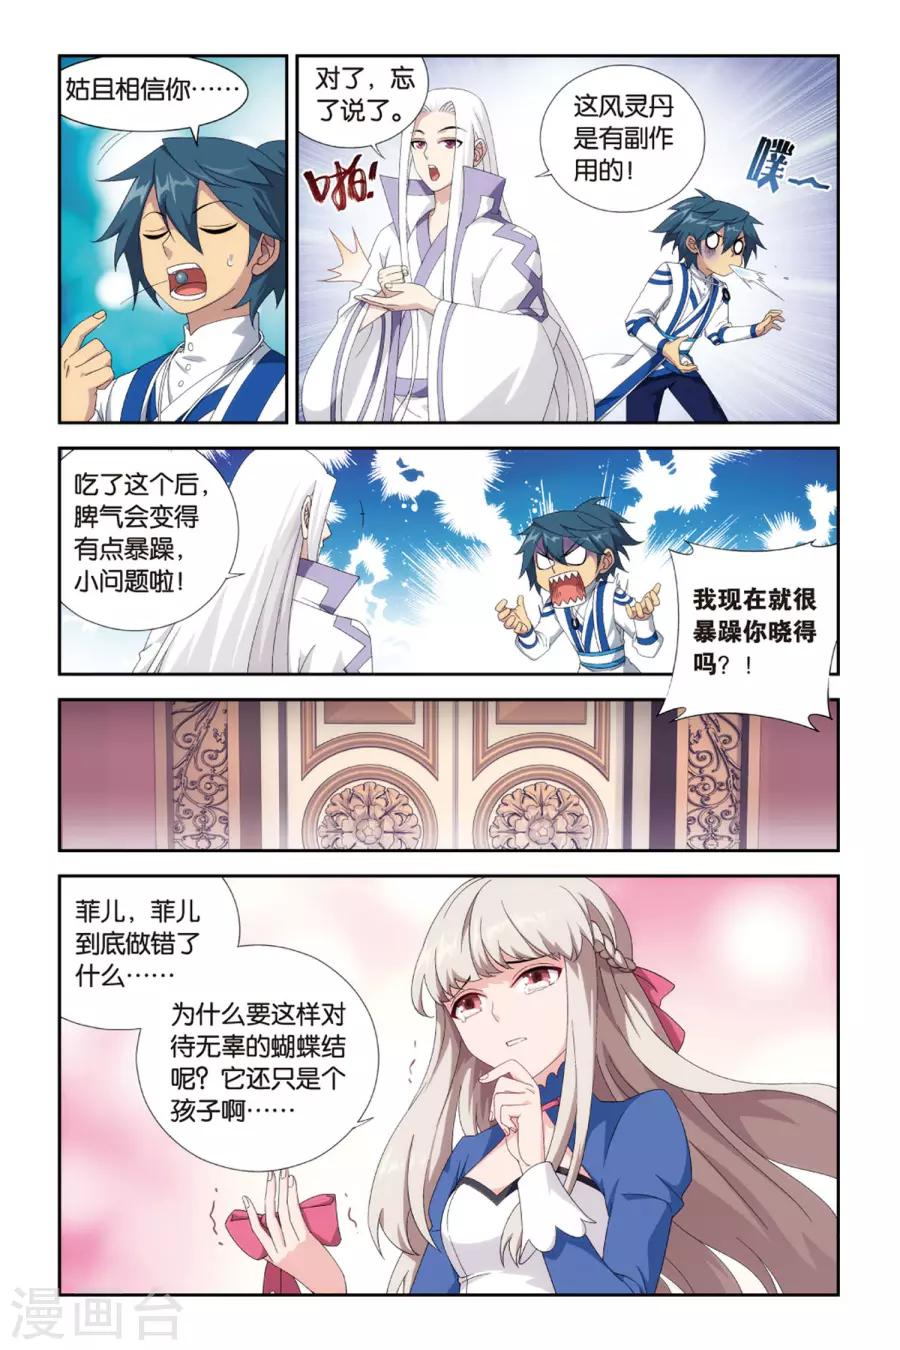 姑且相信你……
对了，忘
了说了。
啪！
这风灵丹
是有副作
用的！
噗～
吃了这个后，
脾气会变得
有点暴躁，
小问题啦！
我现在就很
暴躁你晓得
吗？！
菲儿，菲儿
到底做错了
什么……
为什么要这样对
待无辜的蝴蝶结
呢？它还只是个
孩子啊……
漫画台